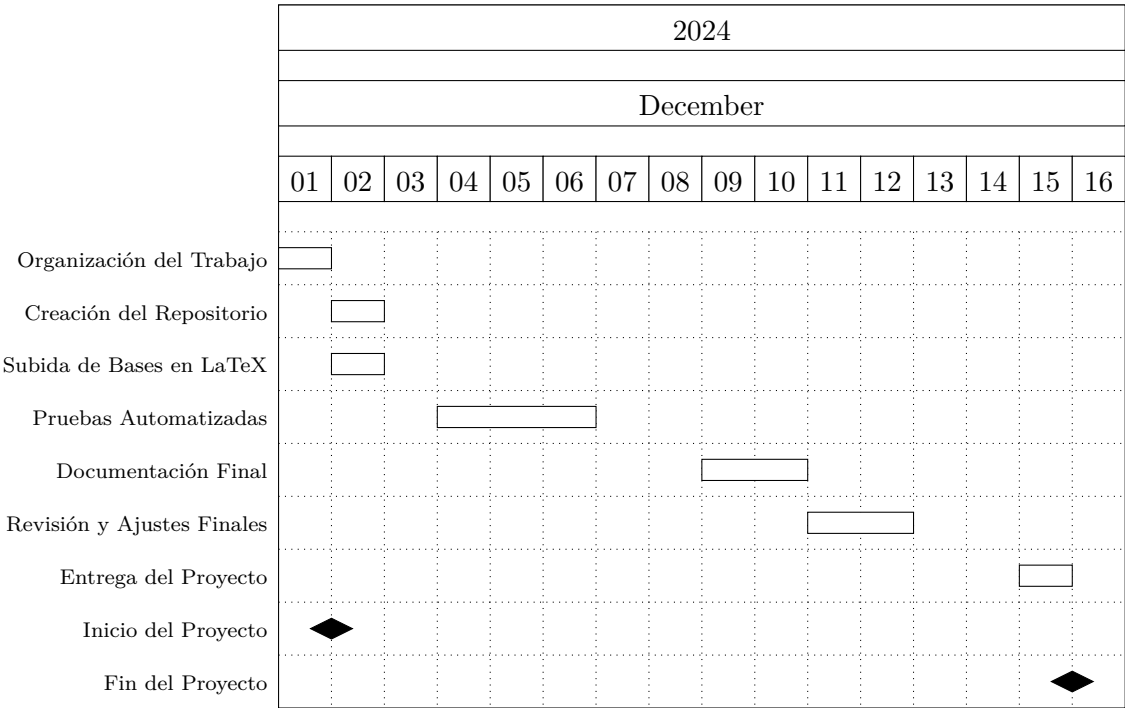 2024
December
01 02 03 04 05 06 07 08 09 10 11 12 13 14 15 16
Organización del Trabajo
Creación del Repositorio
Subida de Bases en LaTeX
Pruebas Automatizadas
Documentación Final
Revisión y Ajustes Finales
Entrega del Proyecto
Inicio del Proyecto
Fin del Proyecto